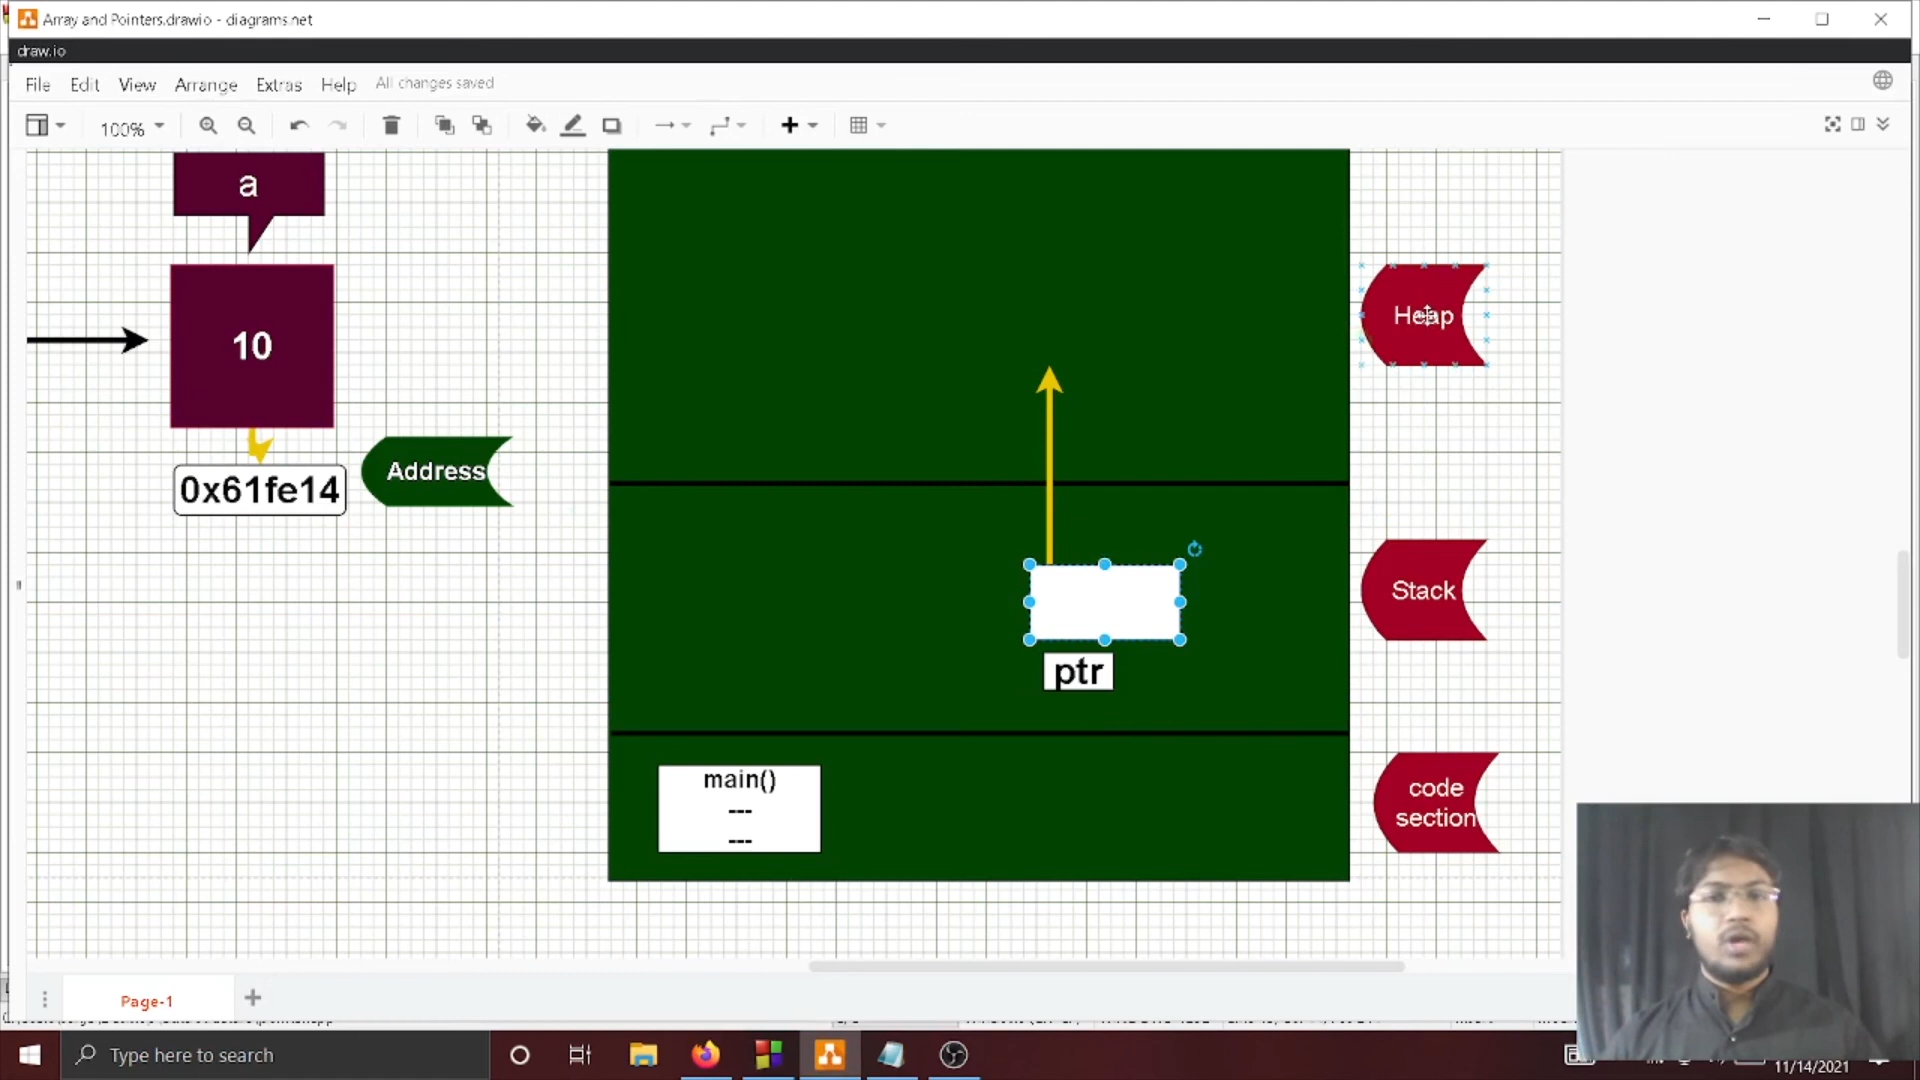 Array and Pointers.drawio - diagrams.net
draw.io
File Edit View Arrange Extras Help All changes saved
100%
a
10
0x61fe14
Address
Heap
Stack
ptr
main()
---
---
code
section
Page-1
Type here to search
11/14/2021